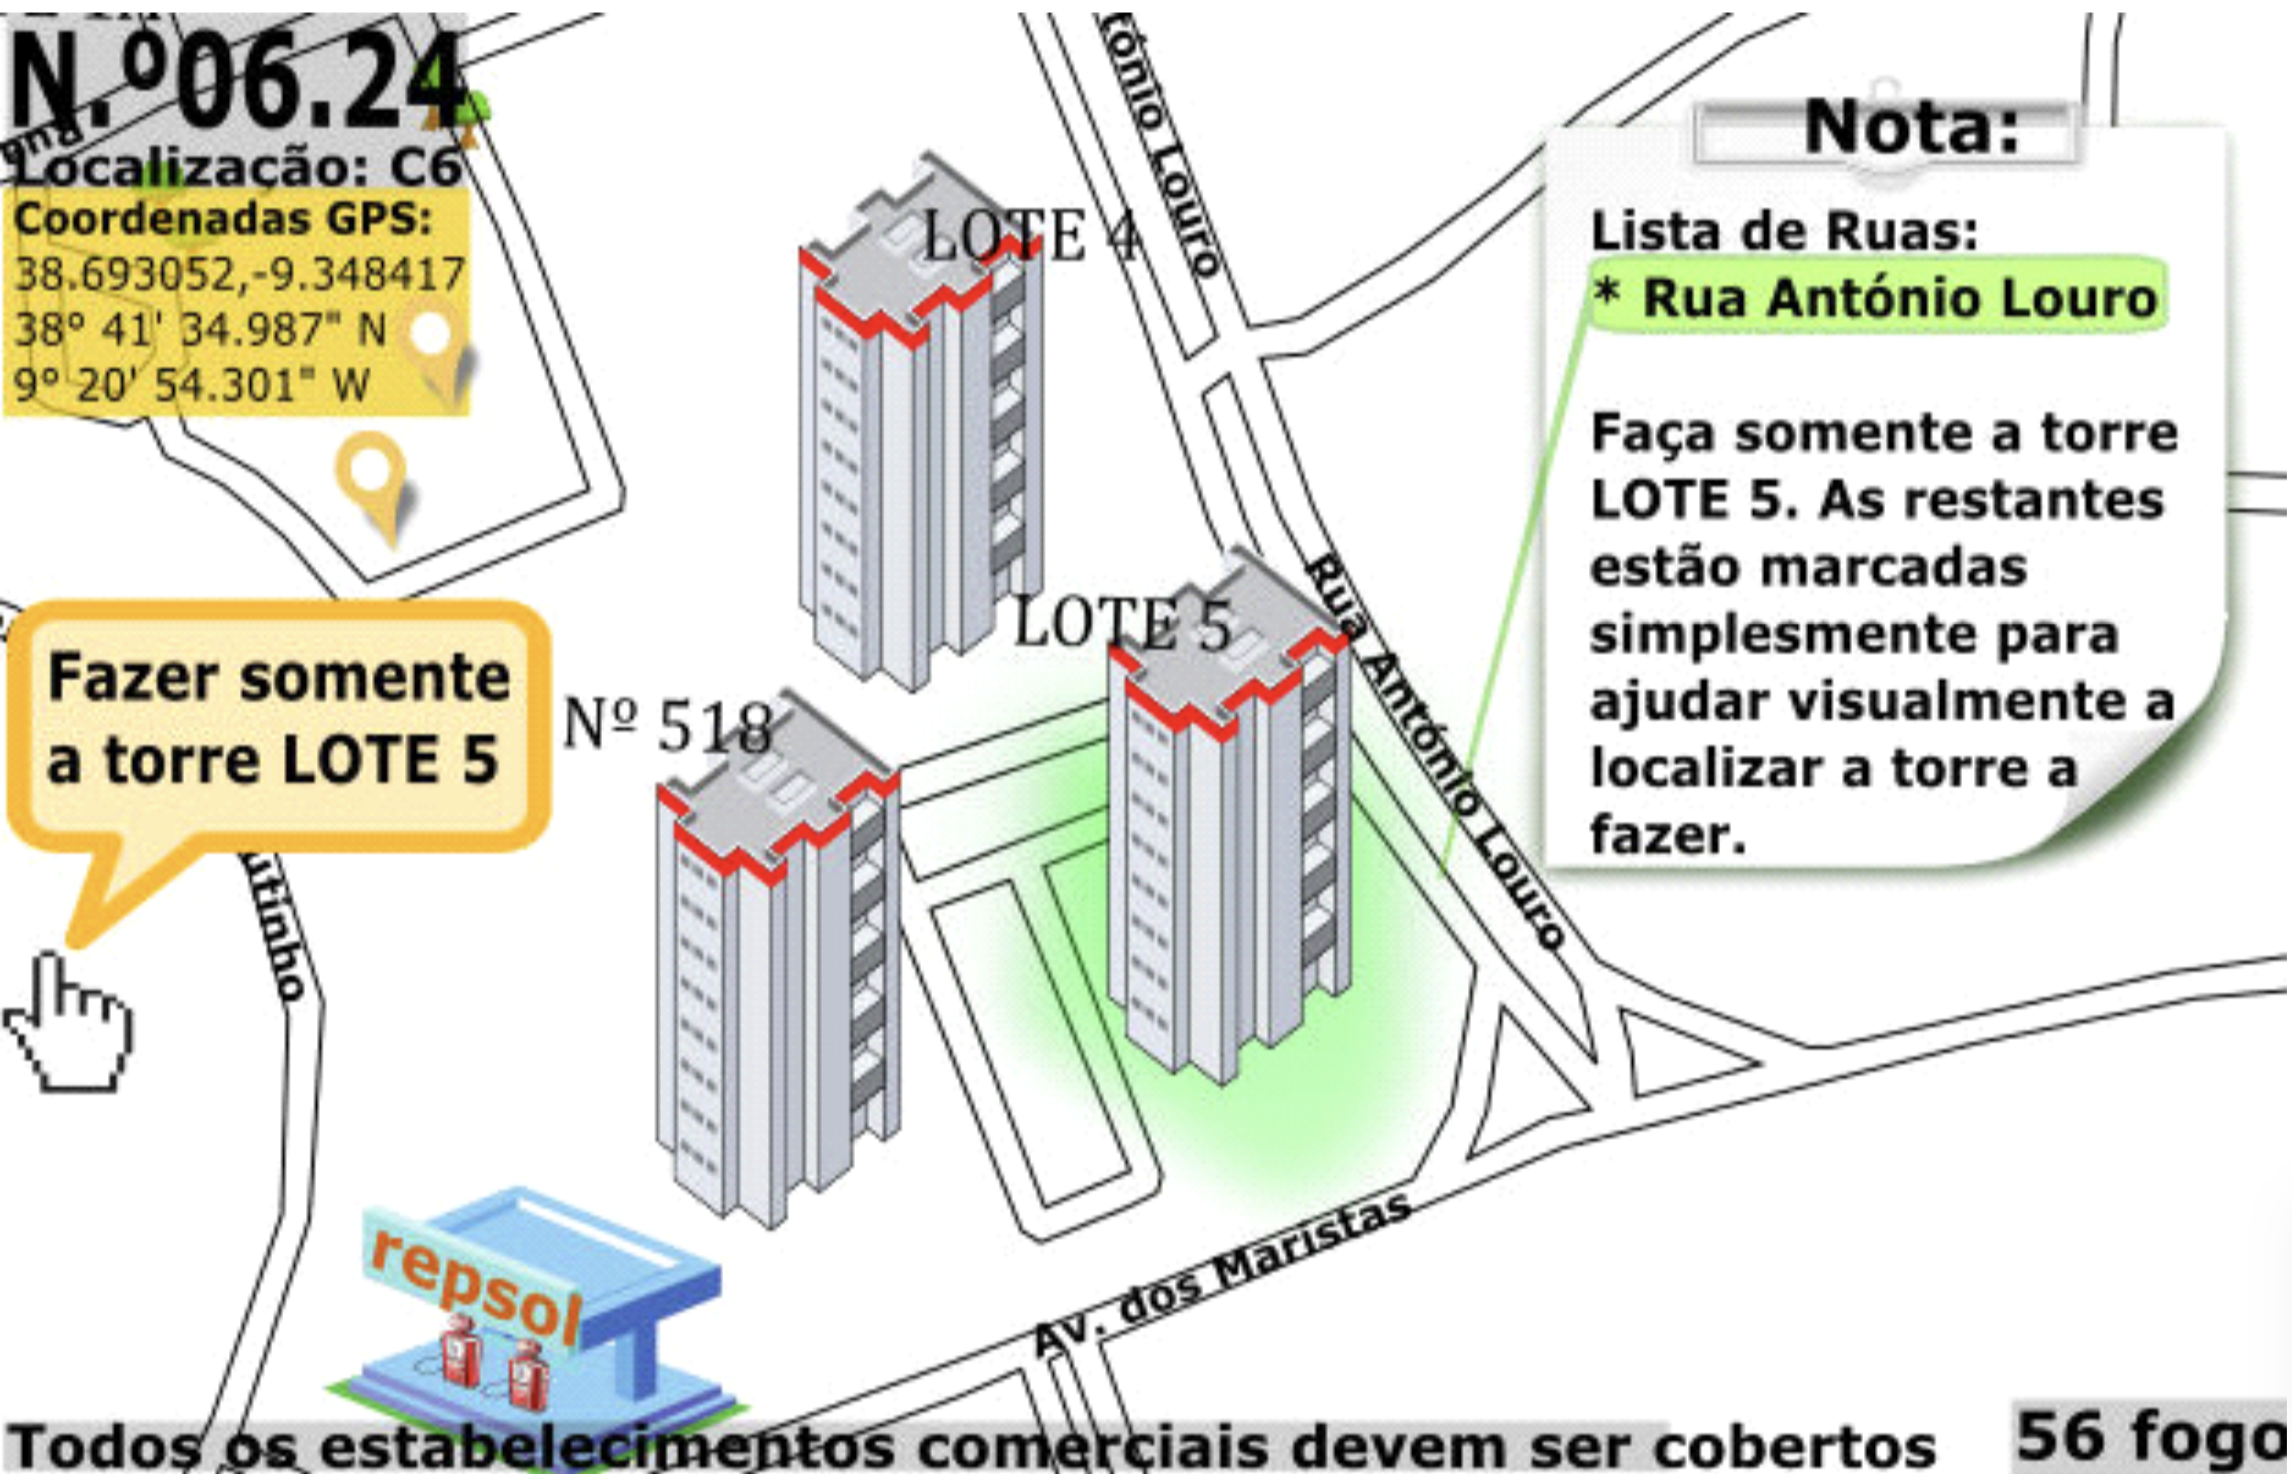 N.º06.24
Localização: C6
Coordenadas GPS:
38.693052,-9.348417
38º 41' 34.987" N
9º 20' 54.301" W
tónio Louro
Nota:
Lista de Ruas:
* Rua António Louro
Faça somente a torre
LOTE 5. As restantes
estão marcadas
simplesmente para
ajudar visualmente a
localizar a torre a
fazer.
LOTE 4
LOTE 5
Nº 518
Rua António Louro
Fazer somente
a torre LOTE 5
utinho
repsol
Av. dos Maristas
Todos os estabelecimentos comerciais devem ser cobertos
56 fogo